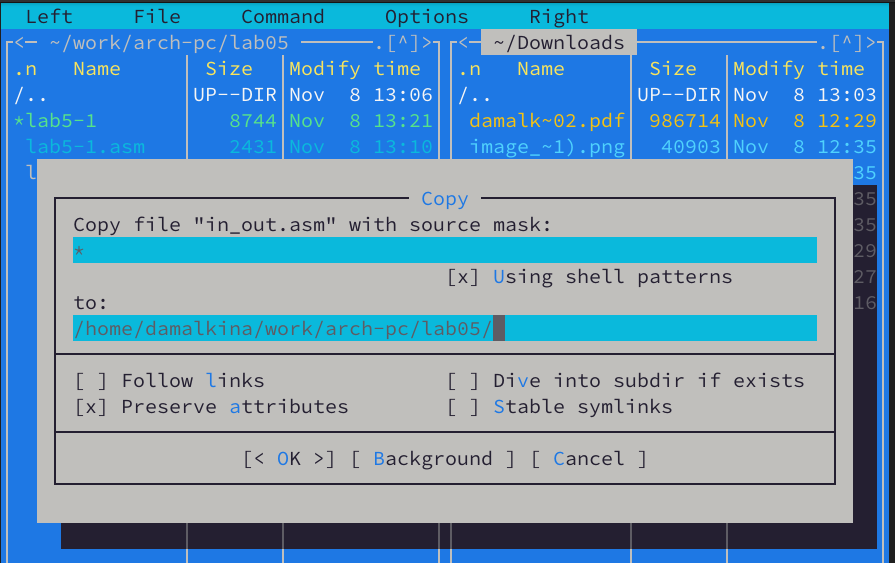 Left File Command Options Right
<─ ~/work/arch-pc/lab05 ─.[^]> <─ ~/Downloads ─.[^]>
.n Name Size Modify time .n Name Size Modify time
/.. UP--DIR Nov 8 13:06 /.. UP--DIR Nov 8 13:03
*lab5-1 8744 Nov 8 13:21 damalk~02.pdf 986714 Nov 8 12:29
lab5-1.asm 2431 Nov 8 13:10 image_~1).png 40903 Nov 8 12:35
l 35
Copy 35
Copy file "in_out.asm" with source mask: 35
* 29
[x] Using shell patterns 27
to: 16
/home/damalkina/work/arch-pc/lab05/
[ ] Follow links [ ] Dive into subdir if exists
[x] Preserve attributes [ ] Stable symlinks
[< OK >] [ Background ] [ Cancel ]